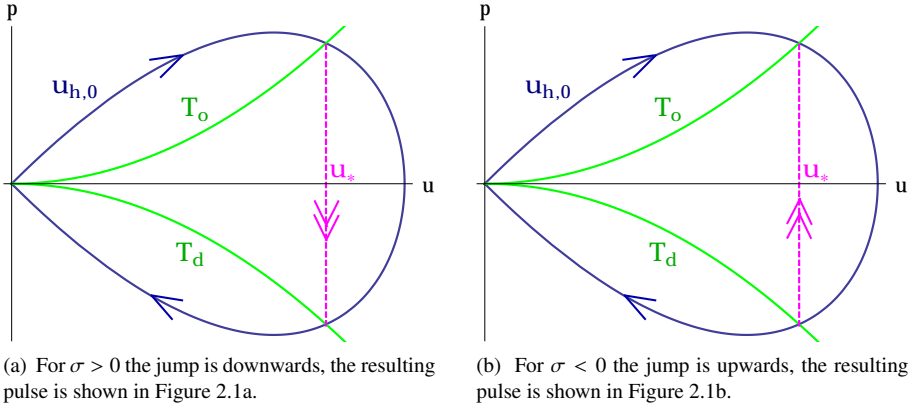 p
u_{h,0}
T_o
u_*
u
T_d
(a) For σ > 0 the jump is downwards, the resulting
pulse is shown in Figure 2.1a.
p
u_{h,0}
T_o
u_*
u
T_d
(b) For σ < 0 the jump is upwards, the resulting
pulse is shown in Figure 2.1b.